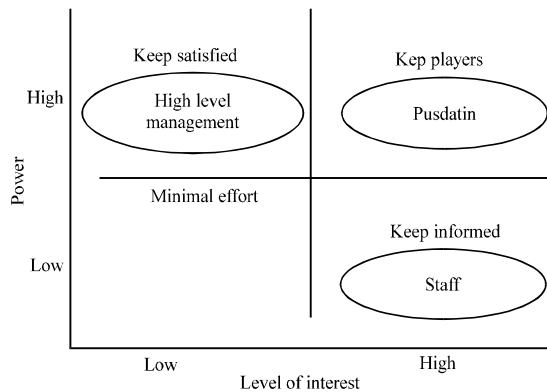 Keep satisfied
Kep players
High
High level
management
Pusdatin
Power
Minimal effort
Keep informed
Low
Staff
Low
High
Level of interest